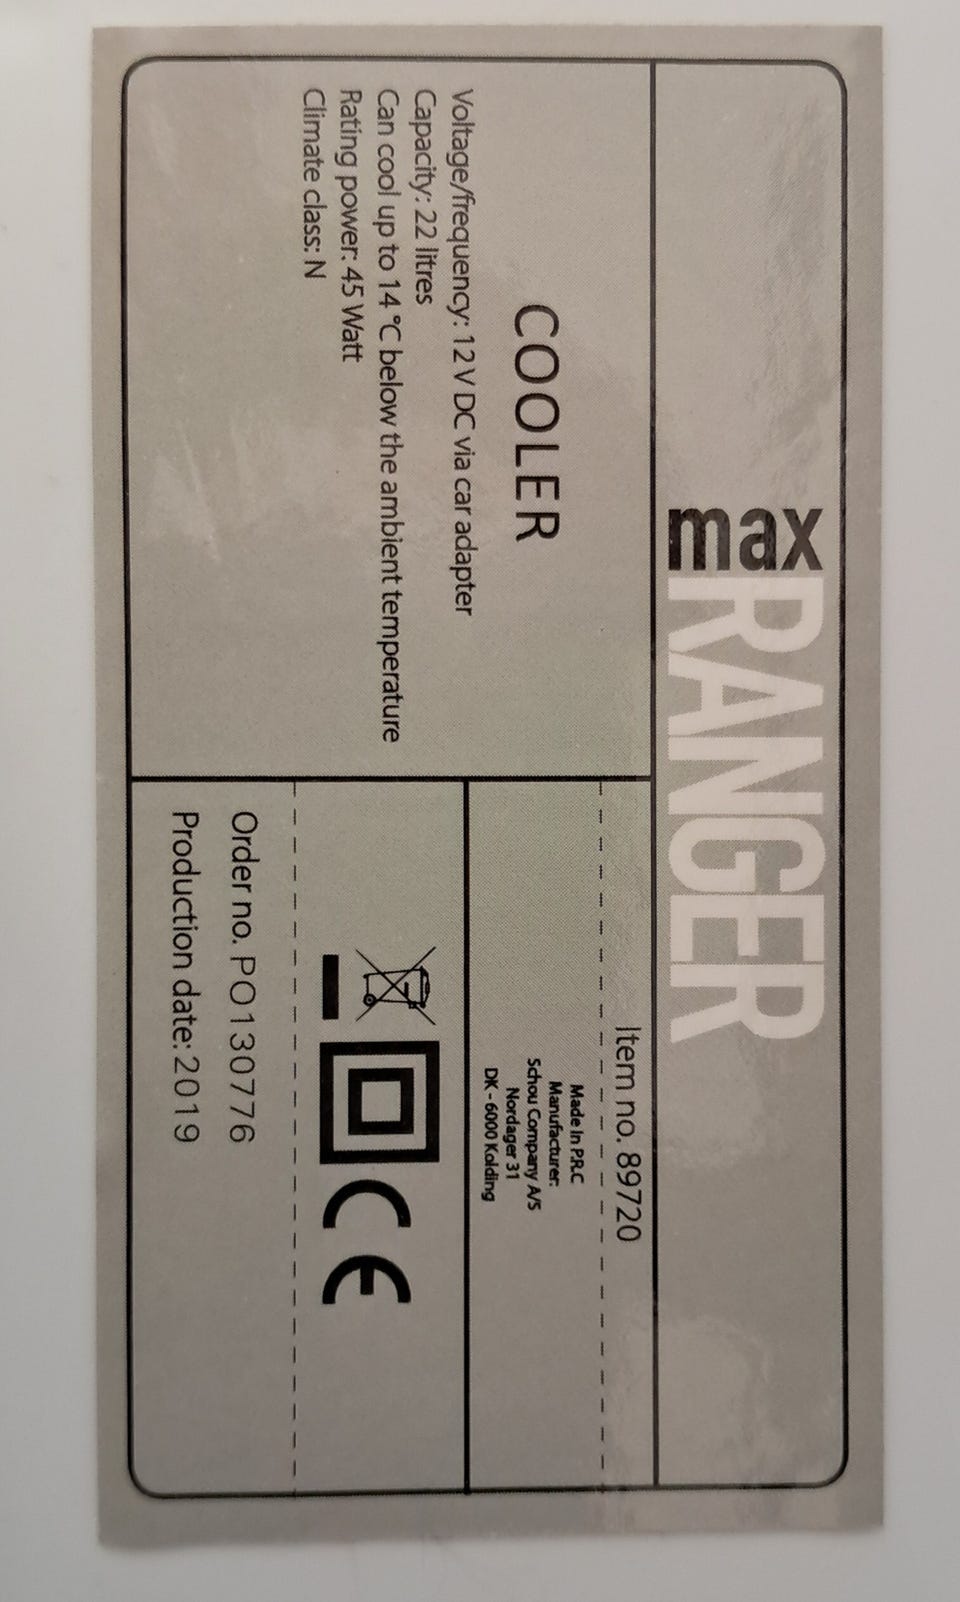 maxRANGER
COOLER
Voltage/frequency: 12 V DC via car adapter
Capacity: 22 litres
Can cool up to 14 °C below the ambient temperature
Rating power: 45 Watt
Climate class: N
Item no. 89720
Made in P.R.C
Manufacturer:
Schou Company A/S
Nordager 31
DK - 6000 Kolding
CE
Order no. PO130776
Production date: 2019